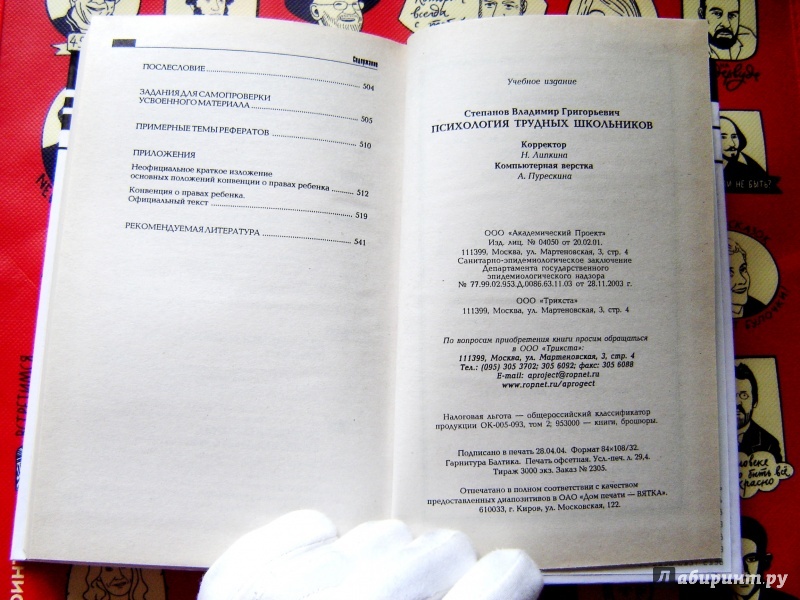 Содержание
ПОСЛЕСЛОВИЕ 504
ЗАДАНИЯ ДЛЯ САМОПРОВЕРКИ
УСВОЕННОГО МАТЕРИАЛА 505
ПРИМЕРНЫЕ ТЕМЫ РЕФЕРАТОВ 510
ПРИЛОЖЕНИЯ
Неофициальное краткое изложение
основных положений конвенции о правах ребенка 512
Конвенция о правах ребенка.
Официальный текст 519
РЕКОМЕНДУЕМАЯ ЛИТЕРАТУРА 541
Учебное издание
Степанов Владимир Григорьевич
ПСИХОЛОГИЯ ТРУДНЫХ ШКОЛЬНИКОВ
Корректор
Н. Липкина
Компьютерная верстка
А. Пурескина
ООО «Академический Проект»
Изд. лиц. № 04050 от 20.02.01.
111399, Москва, ул. Мартеновская, 3, стр. 4
Санитарно-эпидемиологическое заключение
Департамента государственного
эпидемиологического надзора
№ 77.99.02.953.Д.0086.63.11.03 от 28.11.2003 г.
ООО «Трикста»
111399, Москва, ул. Мартеновская, 3, стр. 4
По вопросам приобретения книги просим обращаться
в ООО «Трикста»:
111399, Москва, ул. Мартеновская, 3, стр. 4
Тел.: (095) 305 3702; 305 6092; факс: 305 6088
E-mail: aproject@ropnet.ru
www.ropnet.ru/aprogect
Налоговая льгота — общероссийский классификатор
продукции ОК-005-093, том 2; 953000 — книги, брошюры.
Подписано в печать 28.04.04. Формат 84×108/32.
Гарнитура Балтика. Печать офсетная. Усл.-печ. л. 29,4.
Тираж 3000 экз. Заказ № 2305.
Отпечатано в полном соответствии с качеством
предоставленных диапозитивов в ОАО «Дом печати — ВЯТКА».
610033, г. Киров, ул. Московская, 122.
Лабиринт.ру